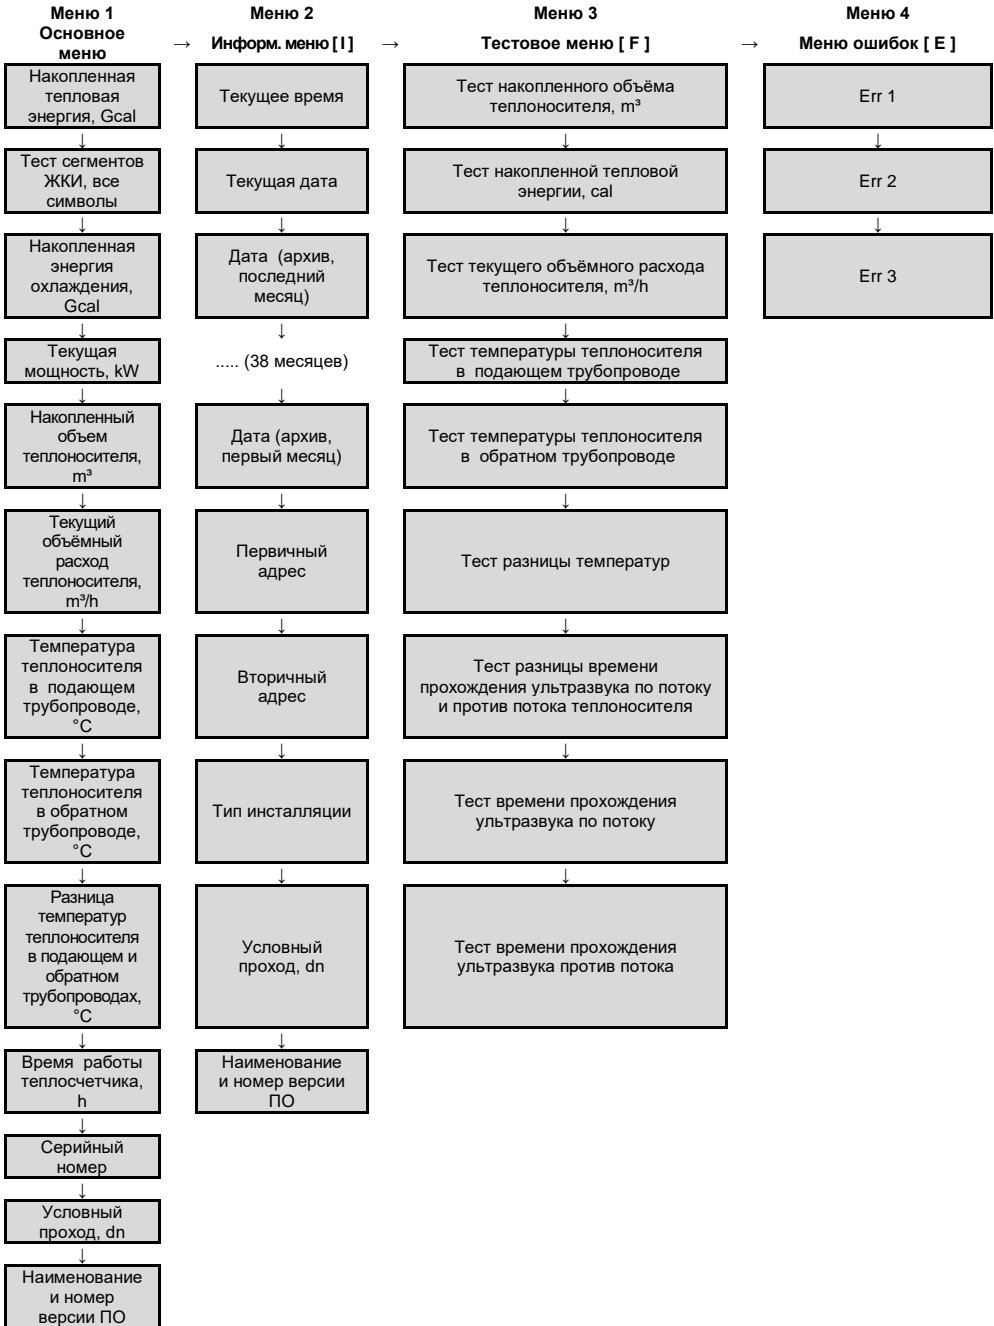 Меню 1
Основное
меню
→
Меню 2
Информ. меню [ I ]
→
Меню 3
Тестовое меню [ F ]
→
Меню 4
Меню ошибок [ E ]
Накопленная
тепловая
энергия, Gcal
↓
Тест сегментов
ЖКИ, все
символы
↓
Накопленная
энергия
охлаждения,
Gcal
↓
Текущая
мощность, kW
↓
Накопленный
объем
теплоносителя,
m³
↓
Текущий
объёмный
расход
теплоносителя,
m³/h
↓
Температура
теплоносителя
в подающем
трубопроводе,
°C
↓
Температура
теплоносителя
в обратном
трубопроводе,
°C
↓
Разница
температур
теплоносителя
в подающем и
обратном
трубопроводах,
°C
↓
Время работы
теплосчетчика,
h
↓
Серийный
номер
↓
Условный
проход, dn
↓
Наименование
и номер
версии ПО
Текущее время
↓
Текущая дата
↓
Дата (архив,
последний
месяц)
↓
..... (38 месяцев)
↓
Дата (архив,
первый месяц)
↓
Первичный
адрес
↓
Вторичный
адрес
↓
Тип инсталляции
↓
Условный
проход, dn
↓
Наименование
и номер версии
ПО
Тест накопленного объёма
теплоносителя, m³
↓
Тест накопленной тепловой
энергии, cal
↓
Тест текущего объёмного расхода
теплоносителя, m³/h
↓
Тест температуры теплоносителя
в подающем трубопроводе
↓
Тест температуры теплоносителя
в обратном трубопроводе
↓
Тест разницы температур
↓
Тест разницы времени
прохождения ультразвука по потоку
и против потока теплоносителя
↓
Тест времени прохождения
ультразвука по потоку
↓
Тест времени прохождения
ультразвука против потока
Err 1
↓
Err 2
↓
Err 3